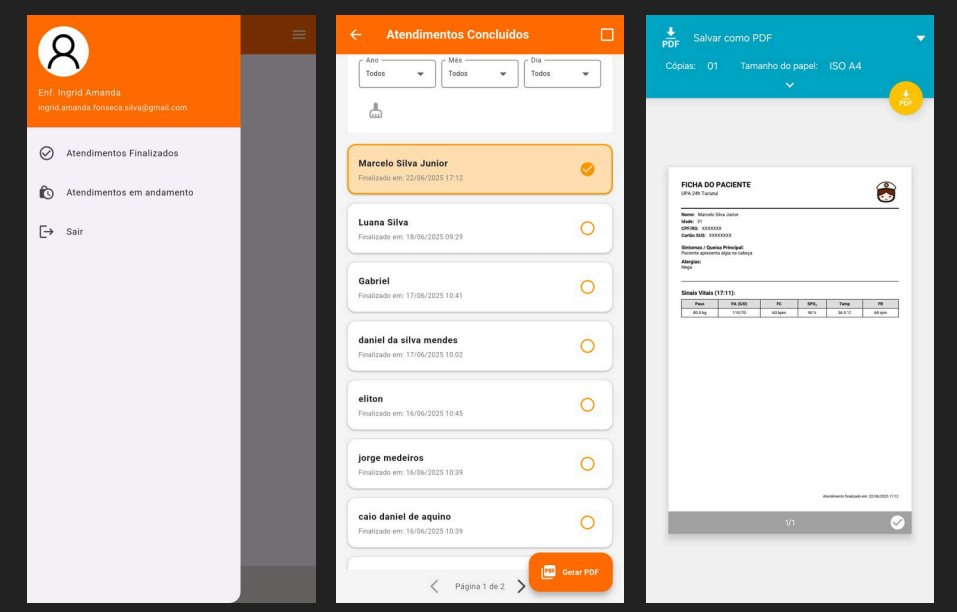 Enf. Ingrid Amanda
ingrid.amanda.fonseca.silva@gmail.com
Atendimentos Finalizados
Atendimentos em andamento
Sair
Atendimentos Concluídos
Ano Mês Dia
Todos Todos Todos
Marcelo Silva Junior
Finalizado em: 22/06/2025 17:12
Luana Silva
Finalizado em: 18/06/2025 09:29
Gabriel
Finalizado em: 17/06/2025 10:41
daniel da silva mendes
Finalizado em: 17/06/2025 10:02
eliton
Finalizado em: 16/06/2025 10:45
jorge medeiros
Finalizado em: 16/06/2025 10:39
caio daniel de aquino
Finalizado em: 16/06/2025 10:39
PDF Gerar PDF
Página 1 de 2
PDF Salvar como PDF
Cópias: 01 Tamanho do papel: ISO A4
PDF
FICHA DO PACIENTE
UPA 24h Tucuruí
Nome: Marcelo Silva Junior
Idade: 31
CPF/RG: XXXXXXX
Cartão SUS: XXXXXXXX
Sintomas / Queixa Principal:
Paciente apresenta algia na cabeça
Alergias:
Nega
Sinais Vitais (17:11):
Peso PA (S/D) FC SPO₂ Temp FR
80.0 kg 110/70 60 bpm 90 % 36.0 °C 68 rpm
Atendimento finalizado em: 22/06/2025 17:12
1/1